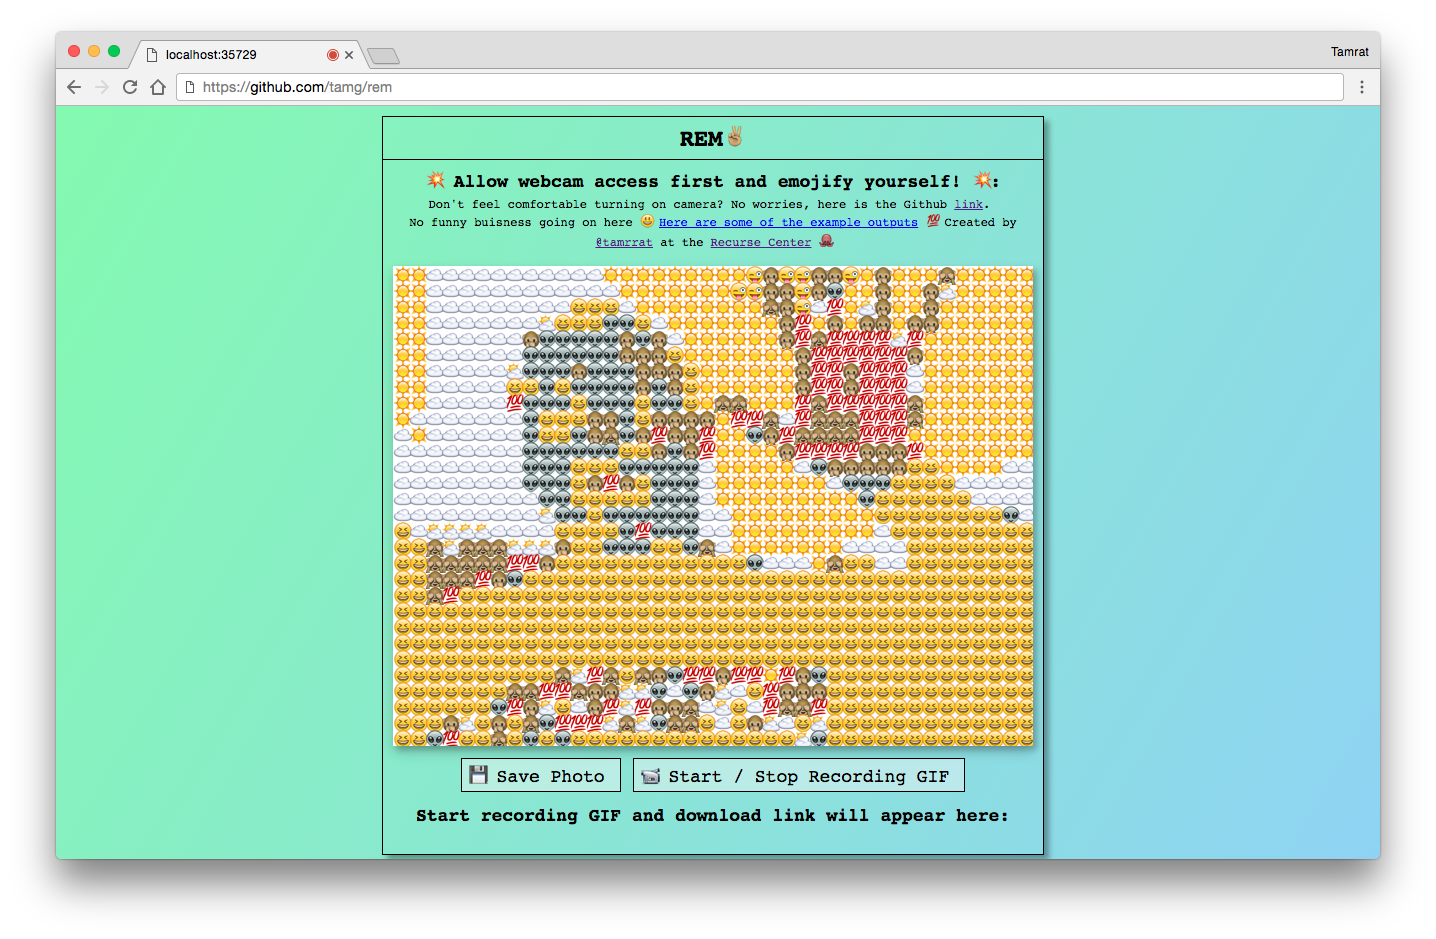 localhost:35729
Tamrat
https://github.com/tamg/rem
REM✌🏽
💥 Allow webcam access first and emojify yourself! 💥:
Don't feel comfortable turning on camera? No worries, here is the Github link.
No funny buisness going on here 😃 Here are some of the example outputs 💯 Created by
@tamrrat at the Recurse Center 🐙
💾 Save Photo
📹 Start / Stop Recording GIF
Start recording GIF and download link will appear here: